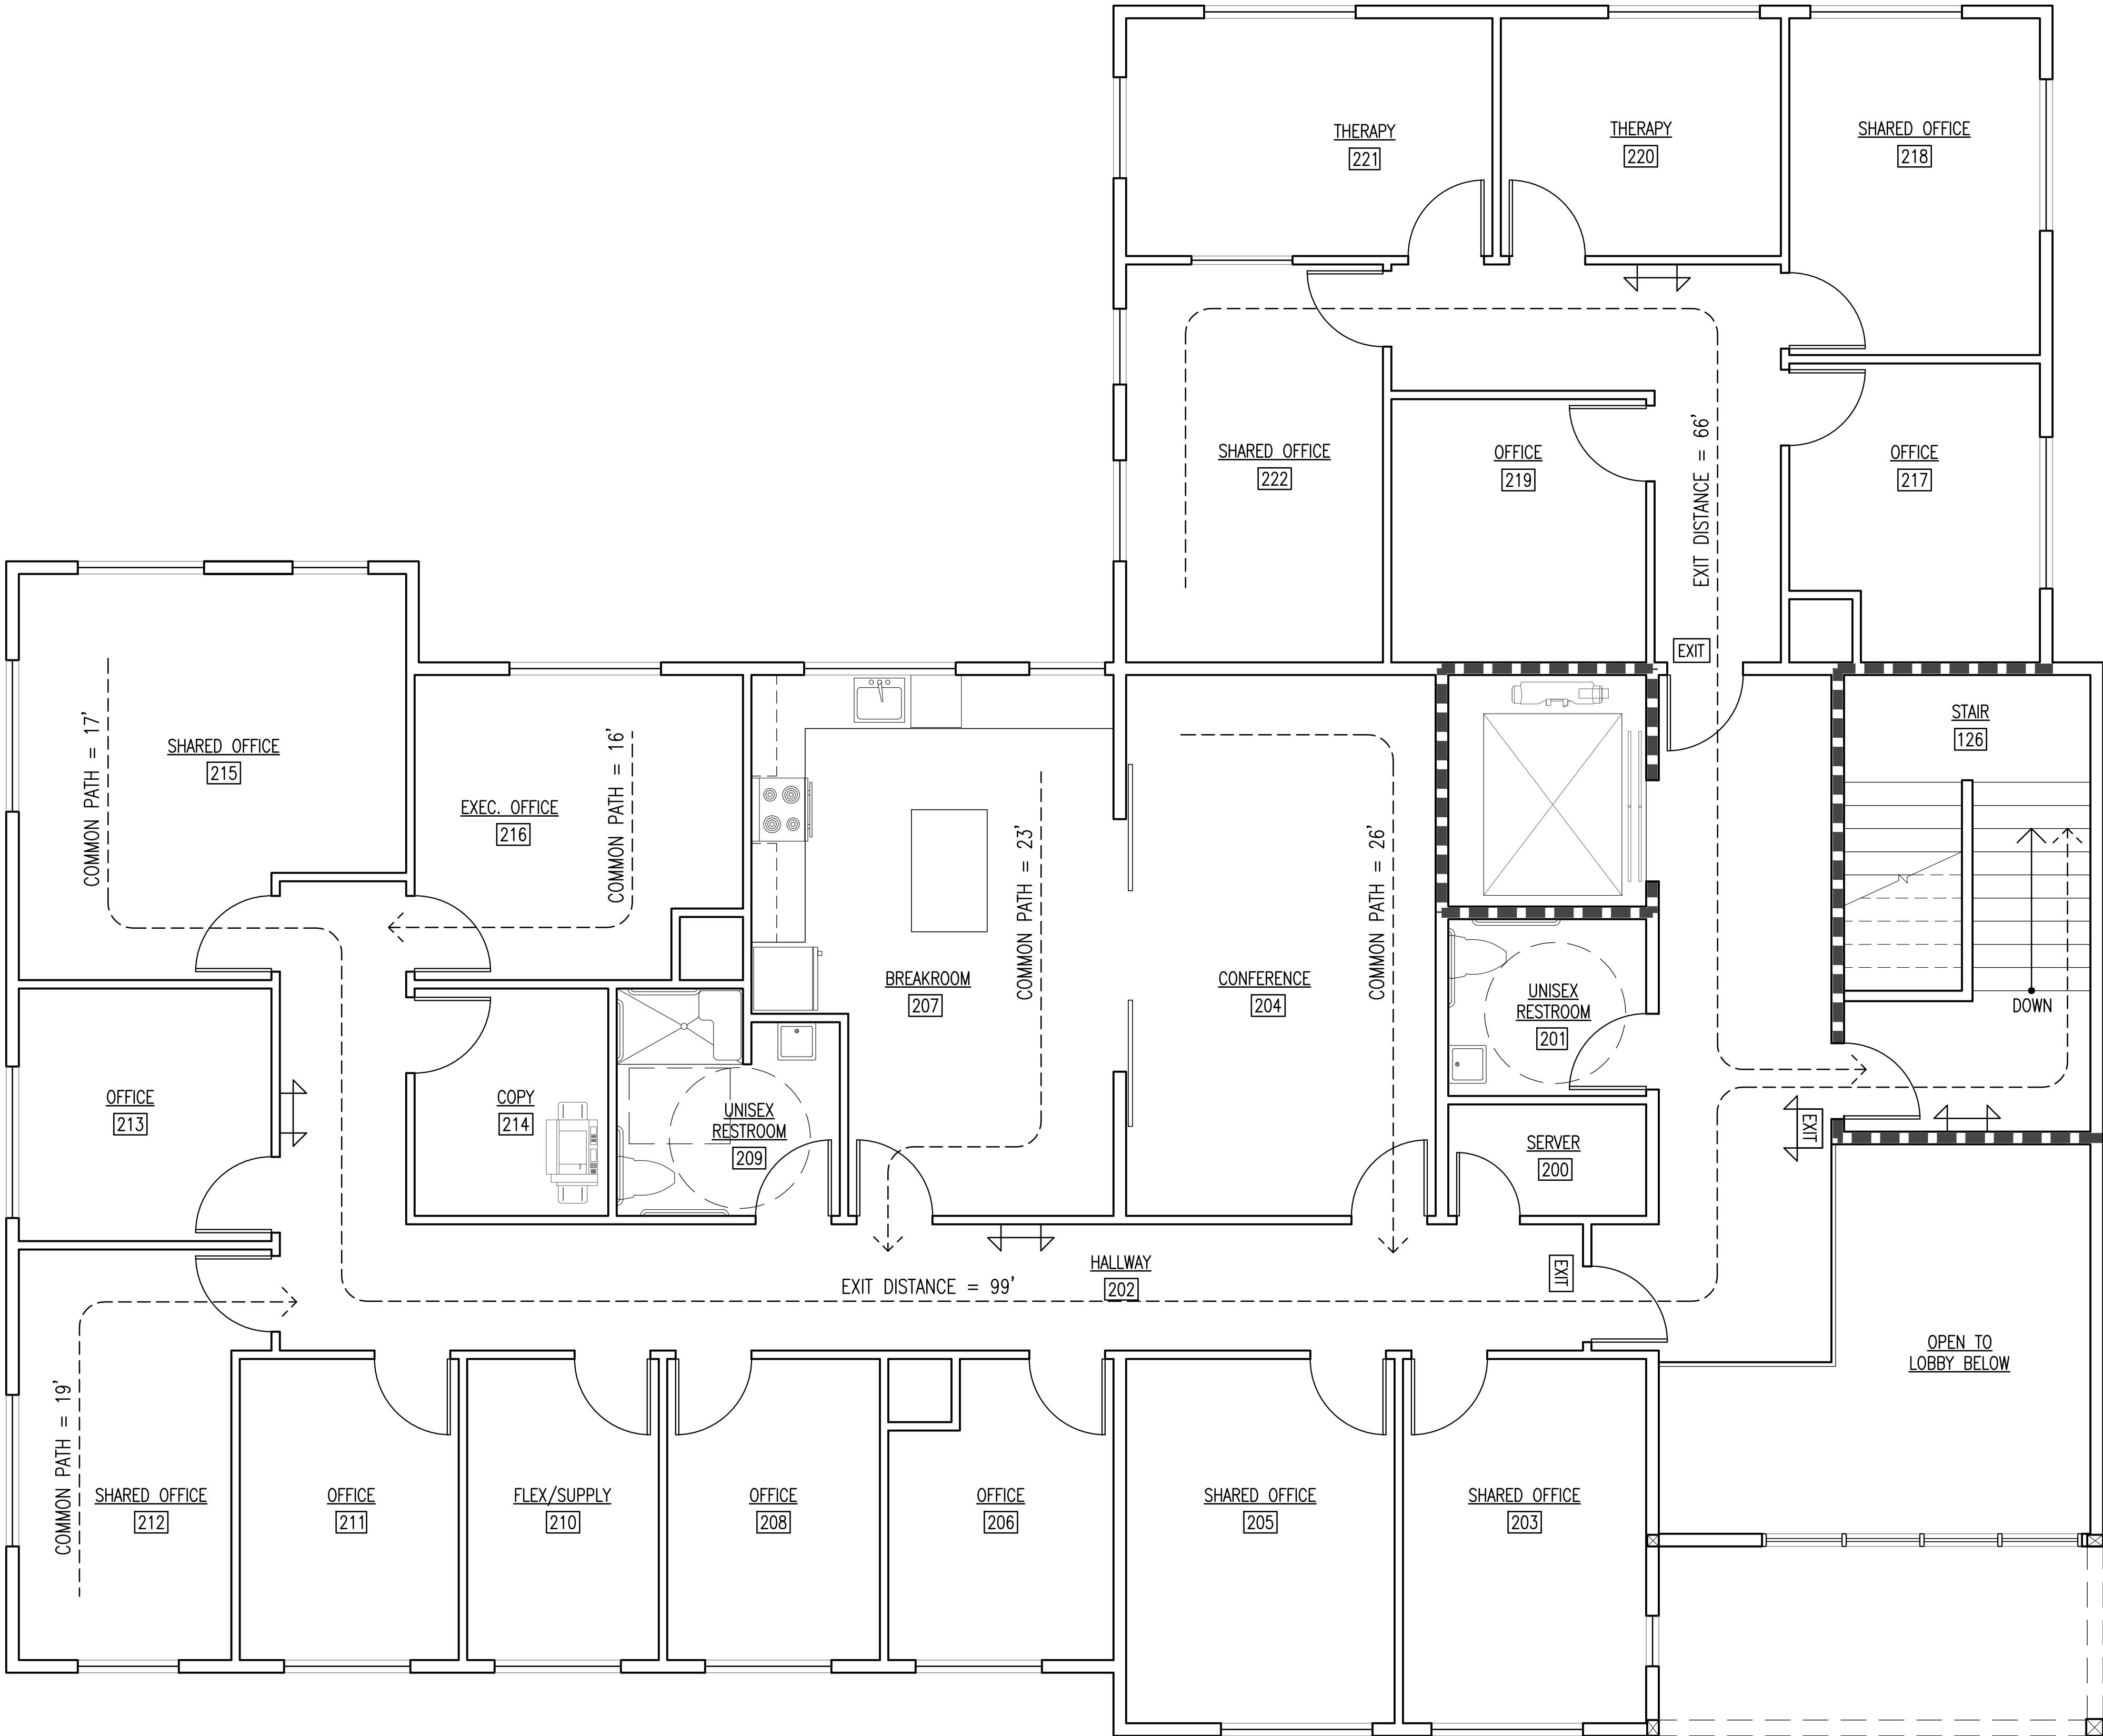 THERAPY
221
THERAPY
220
SHARED OFFICE
218
SHARED OFFICE
222
OFFICE
219
EXIT DISTANCE = 66'
OFFICE
217
EXIT
STAIR
126
COMMON PATH = 17'
SHARED OFFICE
215
EXEC. OFFICE
216
COMMON PATH = 16'
BREAKROOM
207
COMMON PATH = 23'
CONFERENCE
204
COMMON PATH = 26'
UNISEX
RESTROOM
201
DOWN
OFFICE
213
COPY
214
UNISEX
RESTROOM
209
SERVER
200
EXIT
HALLWAY
202
EXIT DISTANCE = 99'
EXIT
OPEN TO
LOBBY BELOW
COMMON PATH = 19'
SHARED OFFICE
212
OFFICE
211
FLEX/SUPPLY
210
OFFICE
208
OFFICE
206
SHARED OFFICE
205
SHARED OFFICE
203